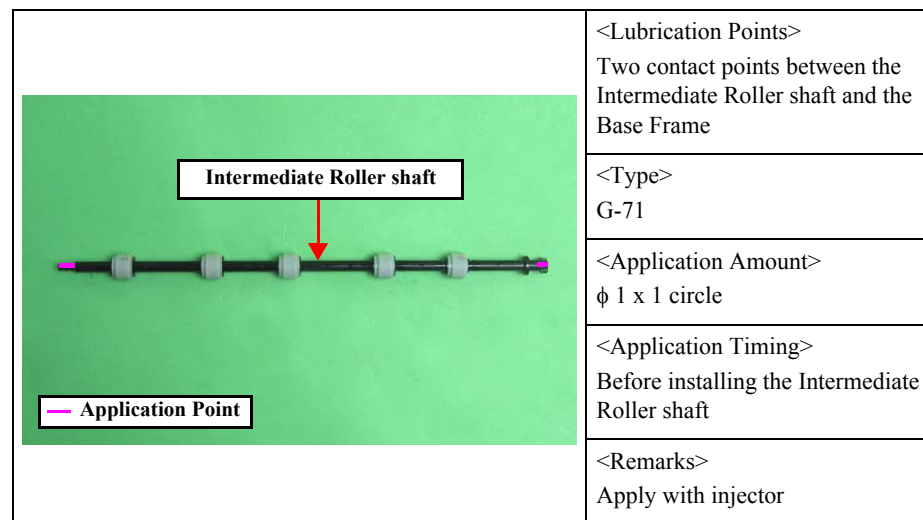 Intermediate Roller shaft
Application Point
<Lubrication Points>
Two contact points between the
Intermediate Roller shaft and the
Base Frame
<Type>
G-71
<Application Amount>
ϕ 1 x 1 circle
<Application Timing>
Before installing the Intermediate
Roller shaft
<Remarks>
Apply with injector